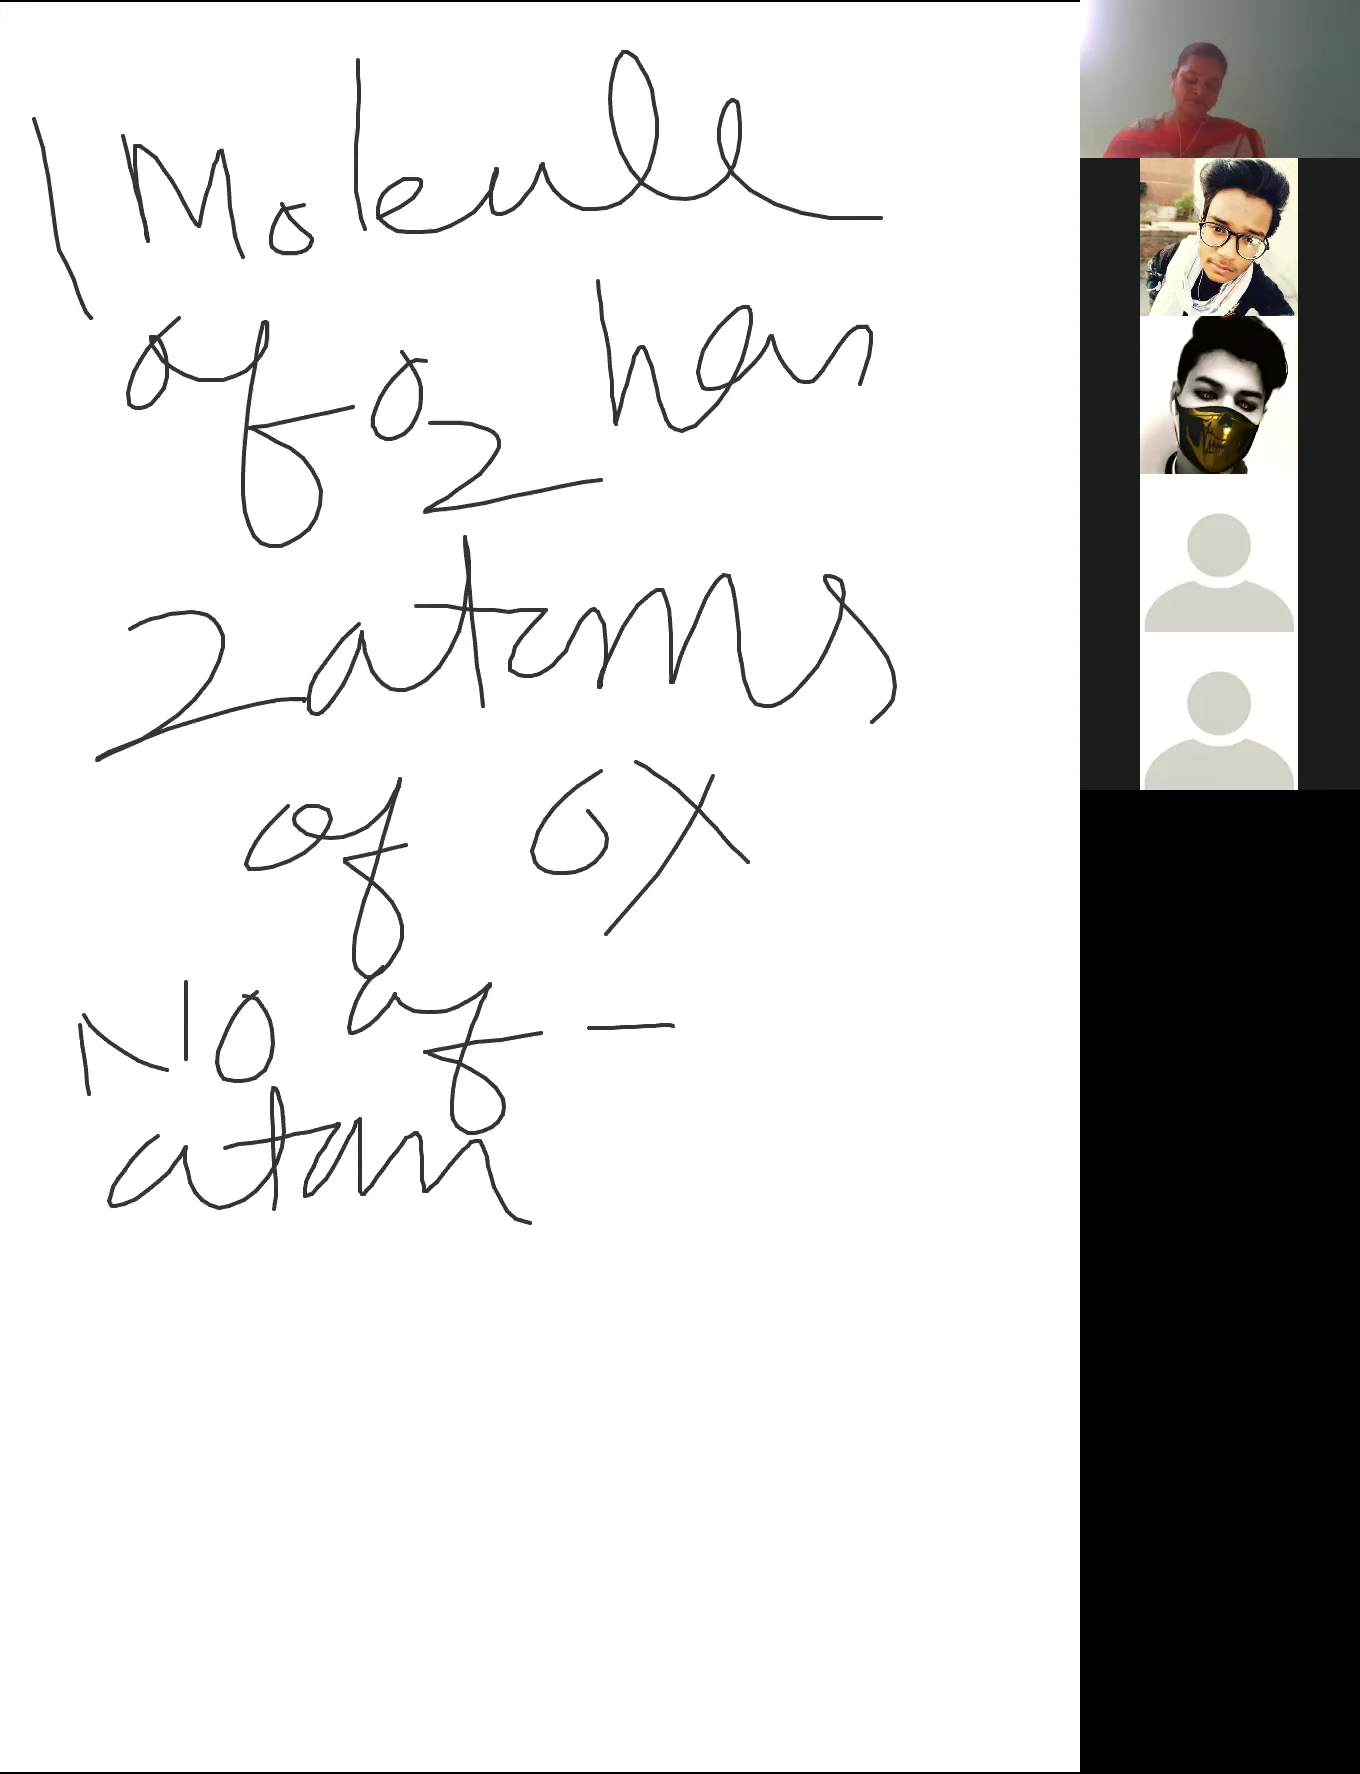 1 Molecule
of O2 has
2 atoms
of ox
No of —
atom